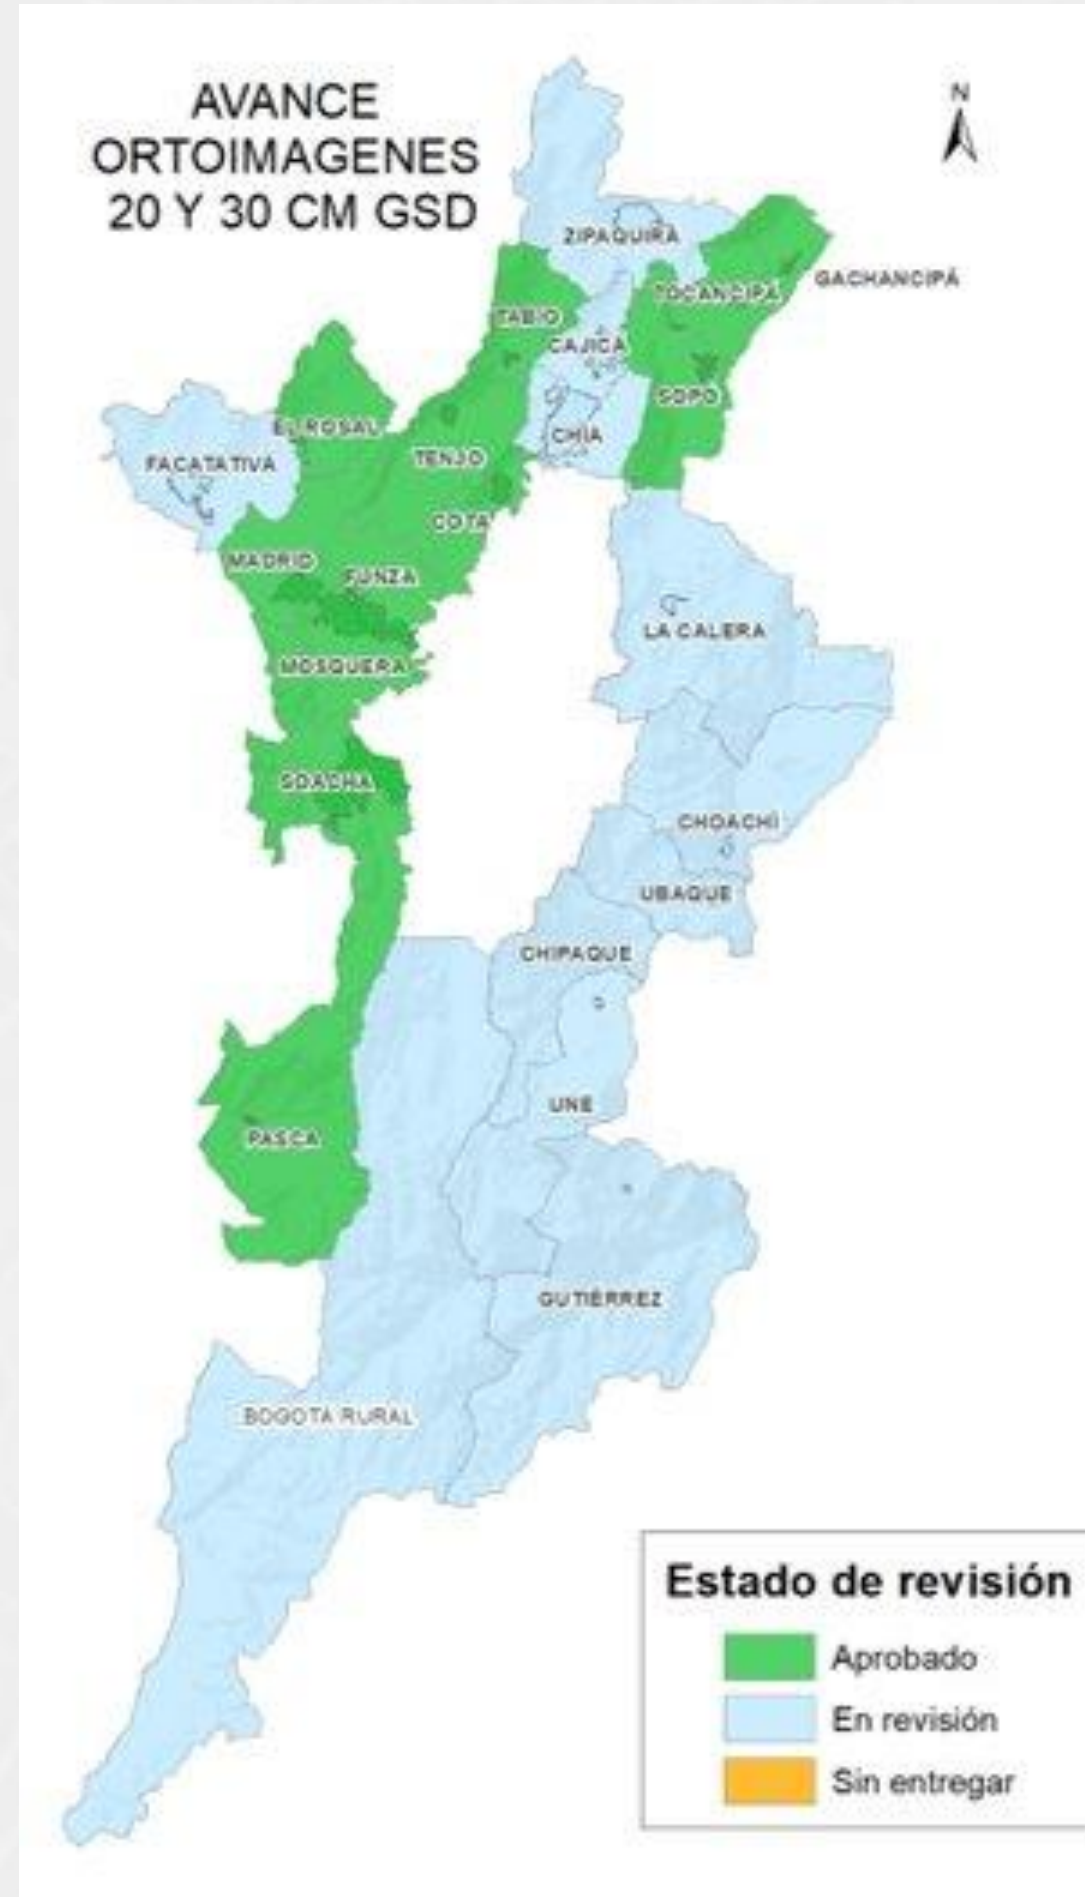 AVANCE
ORTOIMAGENES
20 Y 30 CM GSD
N
ZIPAQUIRÁ
GACHANCIPÁ
TOCANCIPÁ
TABIO
CAJICÁ
SOPÓ
EL ROSAL
CHÍA
TENJO
FACATATIVA
COTA
MADRID
FUNZA
LA CALERA
MOSQUERA
SOACHA
CHOACHÍ
UBAQUE
CHIPAQUE
UNE
PASCA
GUTIÉRREZ
BOGOTÁ RURAL
Estado de revisión
Aprobado
En revisión
Sin entregar